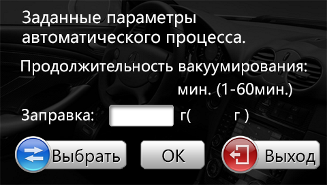 Заданные параметры
автоматического процесса.
Продолжительность вакуумирования:
мин. (1-60мин.)
Заправка: г( г )
Выбрать OK Выход